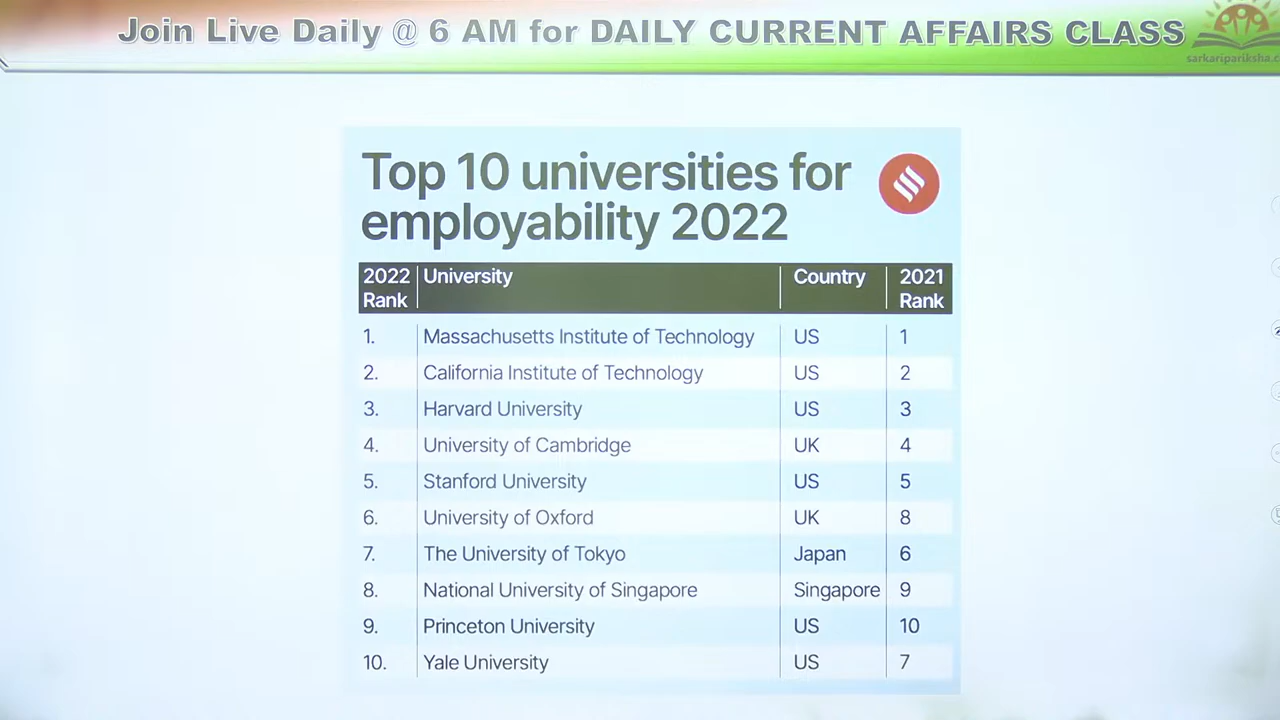 Join Live Daily @ 6 AM for DAILY CURRENT AFFAIRS CLASS
Top 10 universities for
employability 2022
2022 Rank University Country 2021 Rank
1. Massachusetts Institute of Technology US 1
2. California Institute of Technology US 2
3. Harvard University US 3
4. University of Cambridge UK 4
5. Stanford University US 5
6. University of Oxford UK 8
7. The University of Tokyo Japan 6
8. National University of Singapore Singapore 9
9. Princeton University US 10
10. Yale University US 7